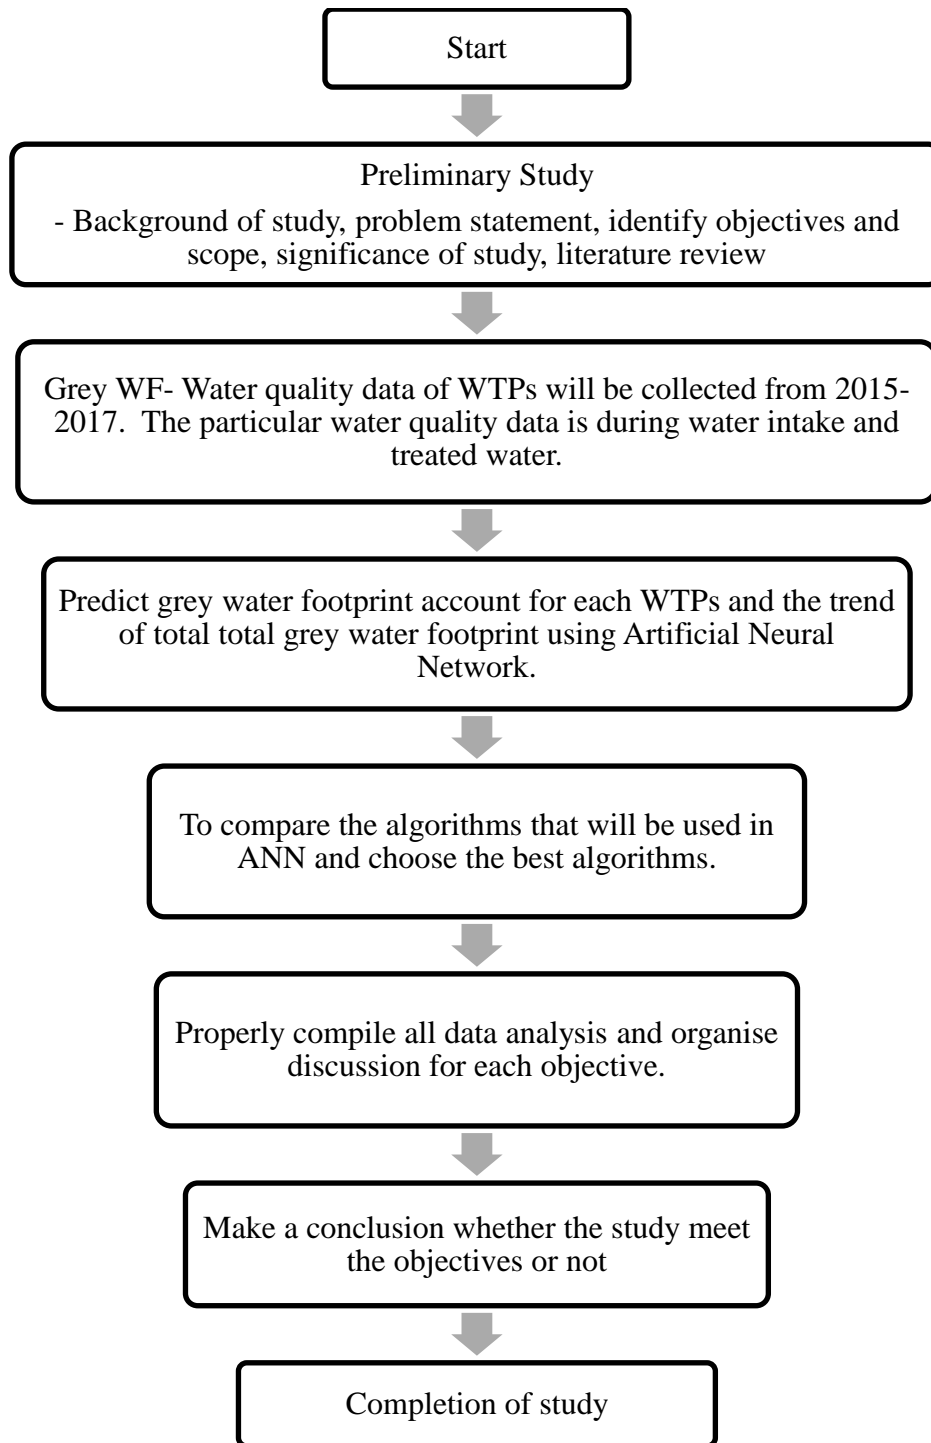 Start
Preliminary Study
- Background of study, problem statement, identify objectives and
scope, significance of study, literature review
Grey WF- Water quality data of WTPs will be collected from 2015-
2017.  The particular water quality data is during water intake and
treated water.
Predict grey water footprint account for each WTPs and the trend
of total total grey water footprint using Artificial Neural
Network.
To compare the algorithms that will be used in
ANN and choose the best algorithms.
Properly compile all data analysis and organise
discussion for each objective.
Make a conclusion whether the study meet
the objectives or not
Completion of study